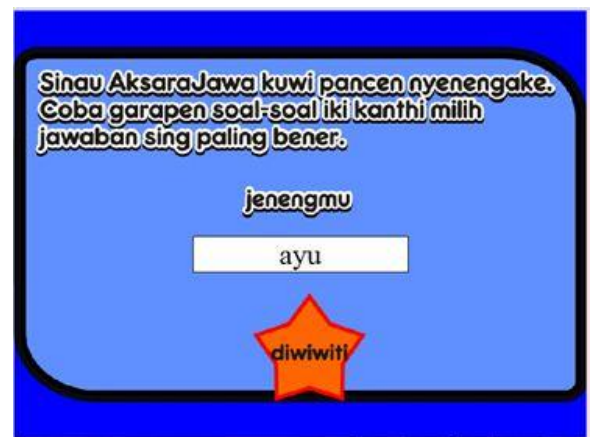 Sinau AksaraJawa kuwi pancen nyenengake.
Coba garapen soal-soal iki kanthi milih
jawaban sing paling bener.
jenengmu
ayu
diwiwiti